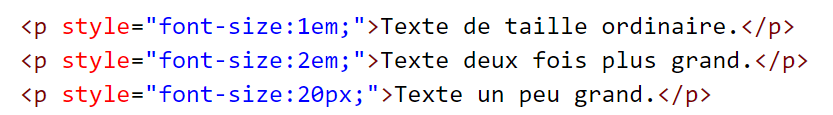 <p style="font-size:1em;">Texte de taille ordinaire.</p>
<p style="font-size:2em;">Texte deux fois plus grand.</p>
<p style="font-size:20px;">Texte un peu grand.</p>